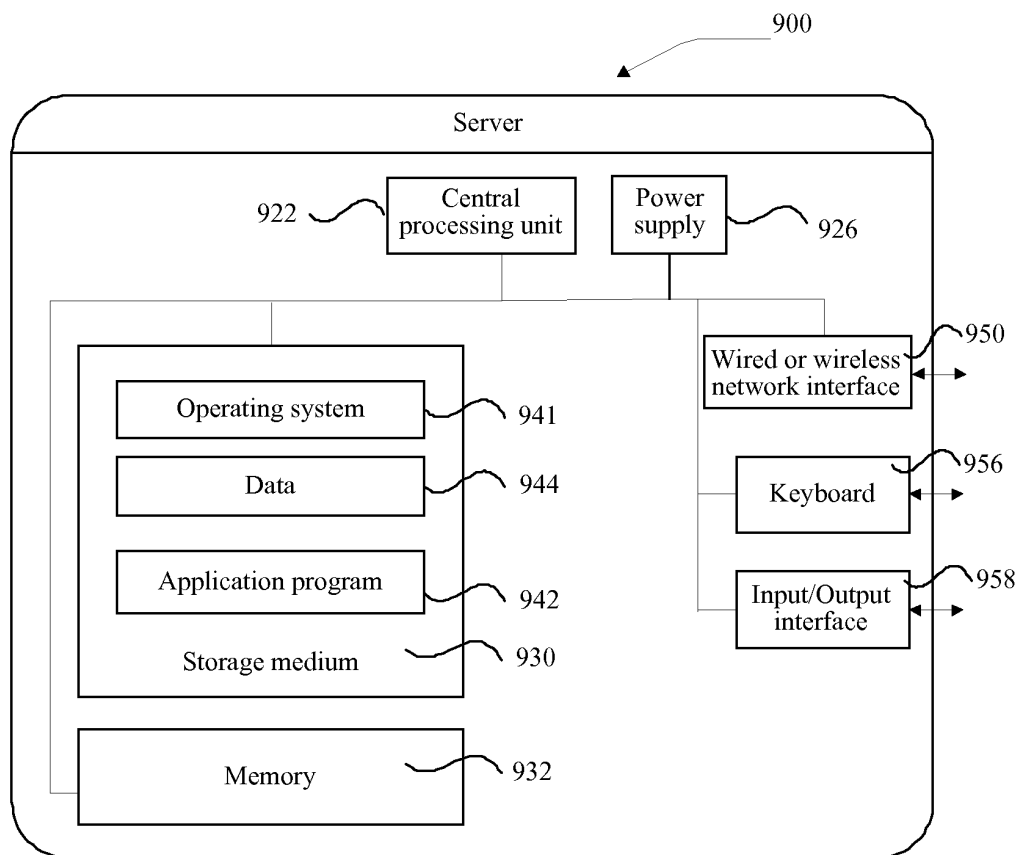 900
Server
922
Central
processing unit
Power
supply
926
Wired or wireless
network interface
950
Operating system
941
Data
944
Keyboard
956
Application program
942
Input/Output
interface
958
Storage medium
930
Memory
932